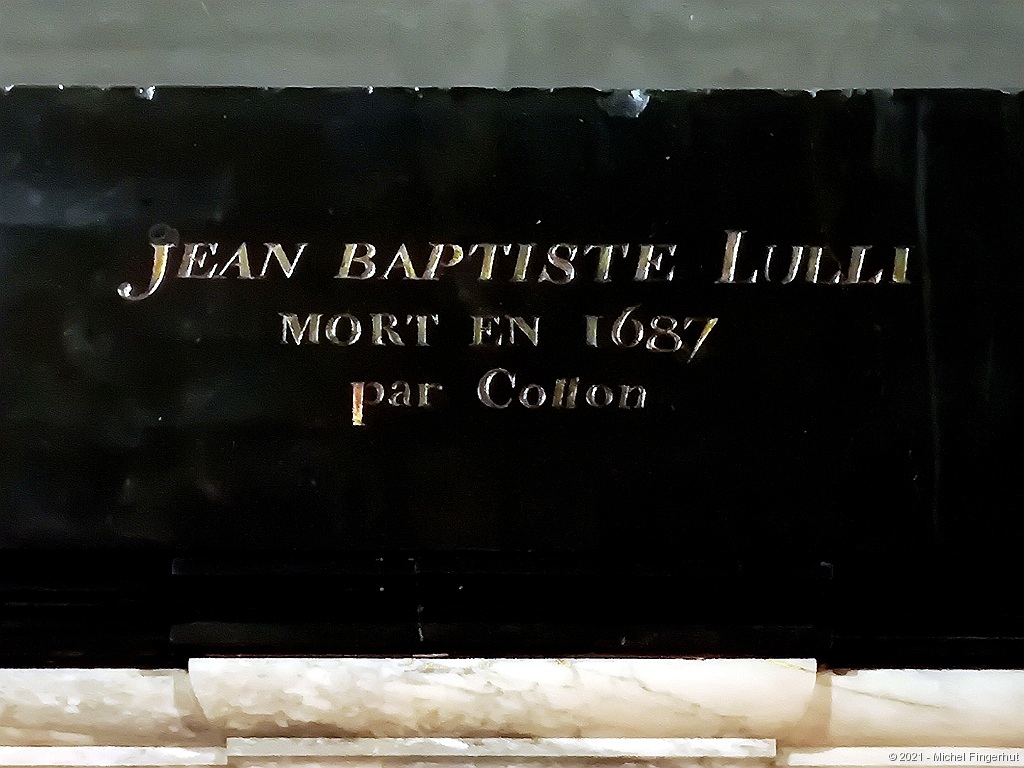 JEAN BAPTISTE LULLI
MORT EN 1687
par Cotton
© 2021 - Michel Fingerhut